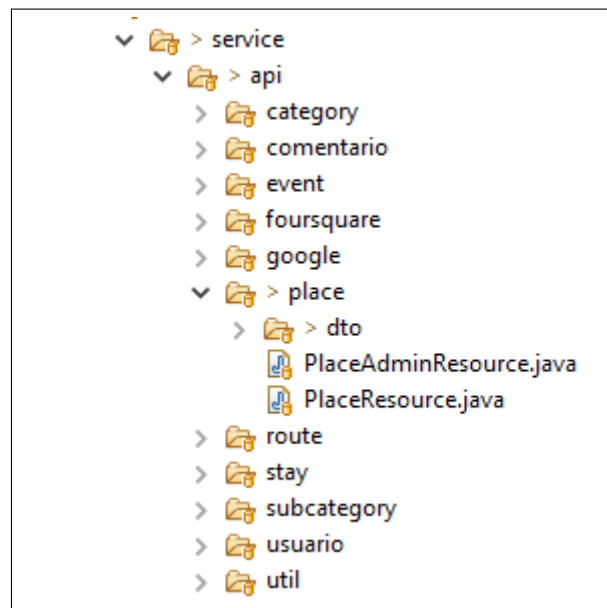 > service
> api
category
comentario
event
foursquare
google
> place
> dto
PlaceAdminResource.java
PlaceResource.java
route
stay
subcategory
usuario
util